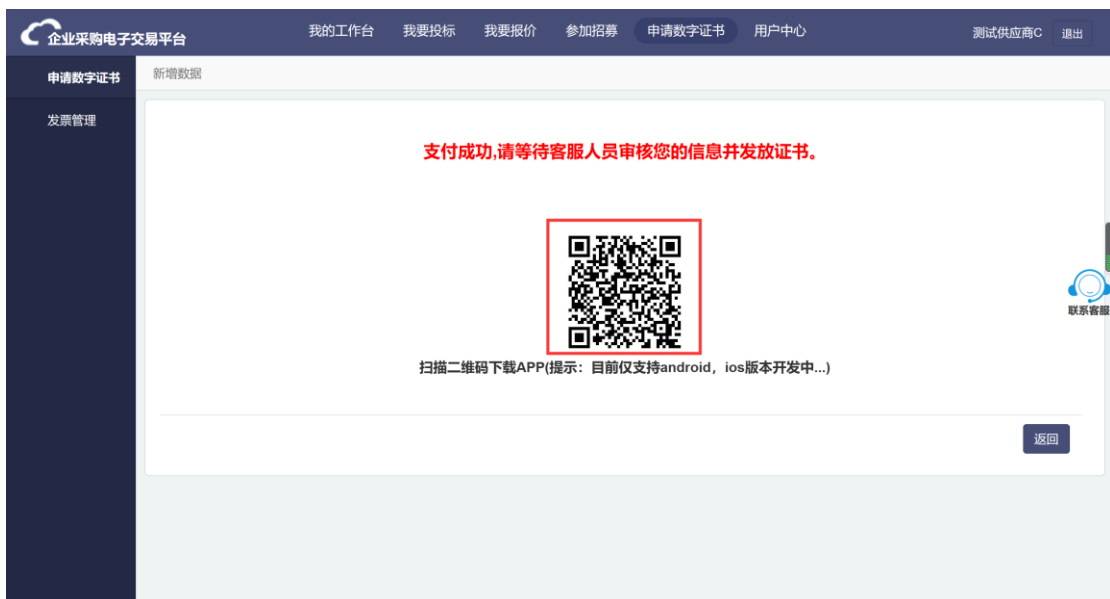 企业采购电子交易平台
我的工作台 我要投标 我要报价 参加招募 申请数字证书 用户中心 测试供应商C 退出
申请数字证书
新增数据
发票管理
支付成功,请等待客服人员审核您的信息并发放证书。
联系客服
扫描二维码下载APP(提示：目前仅支持android，ios版本开发中...)
返回